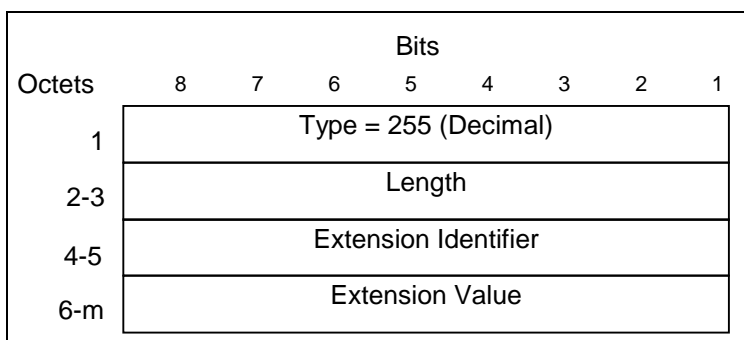 Bits
Octets 8 7 6 5 4 3 2 1
1 Type = 255 (Decimal)
2-3 Length
4-5 Extension Identifier
6-m Extension Value